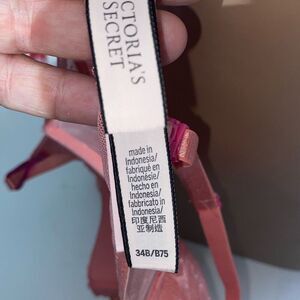 CTORIA'S
SECRET
made in
Indonesia/
fabriqué en
Indonésie/
hecho en
Indonesia/
fabbricato in
Indonesia/
印度尼西
亚制造
34B/B75